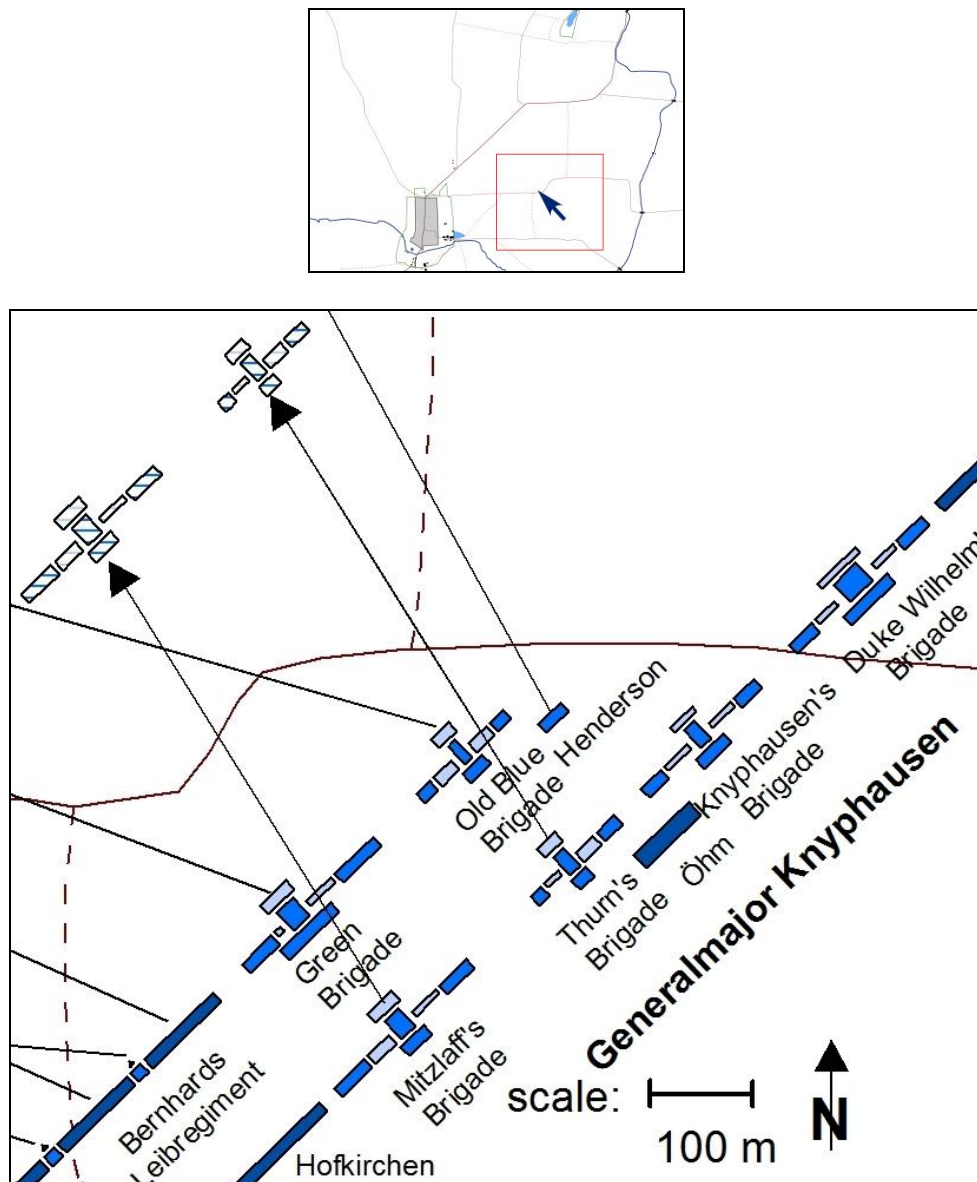 Duke Wilhelm'
Brigade
Henderson
Old Blue
Brigade
Knyphausen's
Brigade
Öhm
Thurn's
Brigade
Generalmajor Knyphausen
Green
Brigade
Mitzlaff's
Brigade
Bernhards
Leibregiment
Hofkirchen
scale:
100 m
N